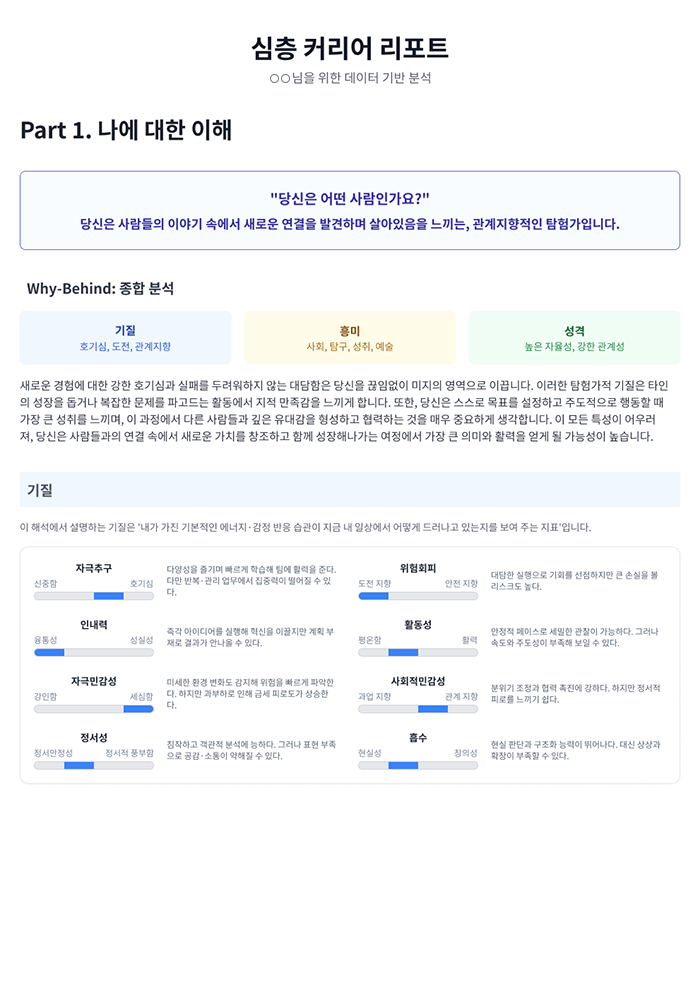 심층 커리어 리포트
○○님을 위한 데이터 기반 분석
Part 1. 나에 대한 이해
"당신은 어떤 사람인가요?"
당신은 사람들의 이야기 속에서 새로운 연결을 발견하며 살아있음을 느끼는, 관계지향적인 탐험가입니다.
Why-Behind: 종합 분석
기질
호기심, 도전, 관계지향
흥미
사회, 탐구, 성취, 예술
성격
높은 자율성, 강한 관계성
새로운 경험에 대한 강한 호기심과 실패를 두려워하지 않는 대담함은 당신을 끊임없이 미지의 영역으로 이끕니다. 이러한 탐험가적 기질은 타인
의 성장을 돕거나 복잡한 문제를 파고드는 활동에서 지적 만족감을 느끼게 합니다. 또한, 당신은 스스로 목표를 설정하고 주도적으로 행동할 때
가장 큰 성취를 느끼며, 이 과정에서 다른 사람들과 깊은 유대감을 형성하고 협력하는 것을 매우 중요하게 생각합니다. 이 모든 특성이 어우러
져, 당신은 사람들과의 연결 속에서 새로운 가치를 창조하고 함께 성장해나가는 여정에서 가장 큰 의미와 활력을 얻게 될 가능성이 높습니다.
기질
이 해석에서 설명하는 기질은 '내가 가진 기본적인 에너지·감정 반응 습관이 지금 내 일상에서 어떻게 드러나고 있는지를 보여 주는 지표'입니다.
자극추구
신중함 호기심
다양성을 즐기며 빠르게 학습해 팀에 활력을 준다.
다만 반복·관리 업무에서 집중력이 떨어질 수 있
다.
위험회피
도전 지향 안전 지향
대담한 실행으로 기회를 선점하지만 큰 손실을 볼
리스크도 높다.
인내력
융통성 성실성
즉각 아이디어를 실행해 혁신을 이끌지만 계획 부
재로 결과가 안나올 수 있다.
활동성
평온함 활력
안정적 페이스로 세밀한 관찰이 가능하다. 그러나
속도와 주도성이 부족해 보일 수 있다.
자극민감성
강인함 세심함
미세한 환경 변화도 감지해 위험을 빠르게 파악한
다. 하지만 과부하로 인해 금세 피로도가 상승한
다.
사회적민감성
과업 지향 관계 지향
분위기 조정과 협력 촉진에 강하다. 하지만 정서적
피로를 느끼기 쉽다.
정서성
정서안정성 정서적 풍부함
침착하고 객관적 분석에 능하다. 그러나 표현 부족
으로 공감·소통이 약해질 수 있다.
흡수
현실성 창의성
현실 판단과 구조화 능력이 뛰어나다. 대신 상상과
확장이 부족할 수 있다.